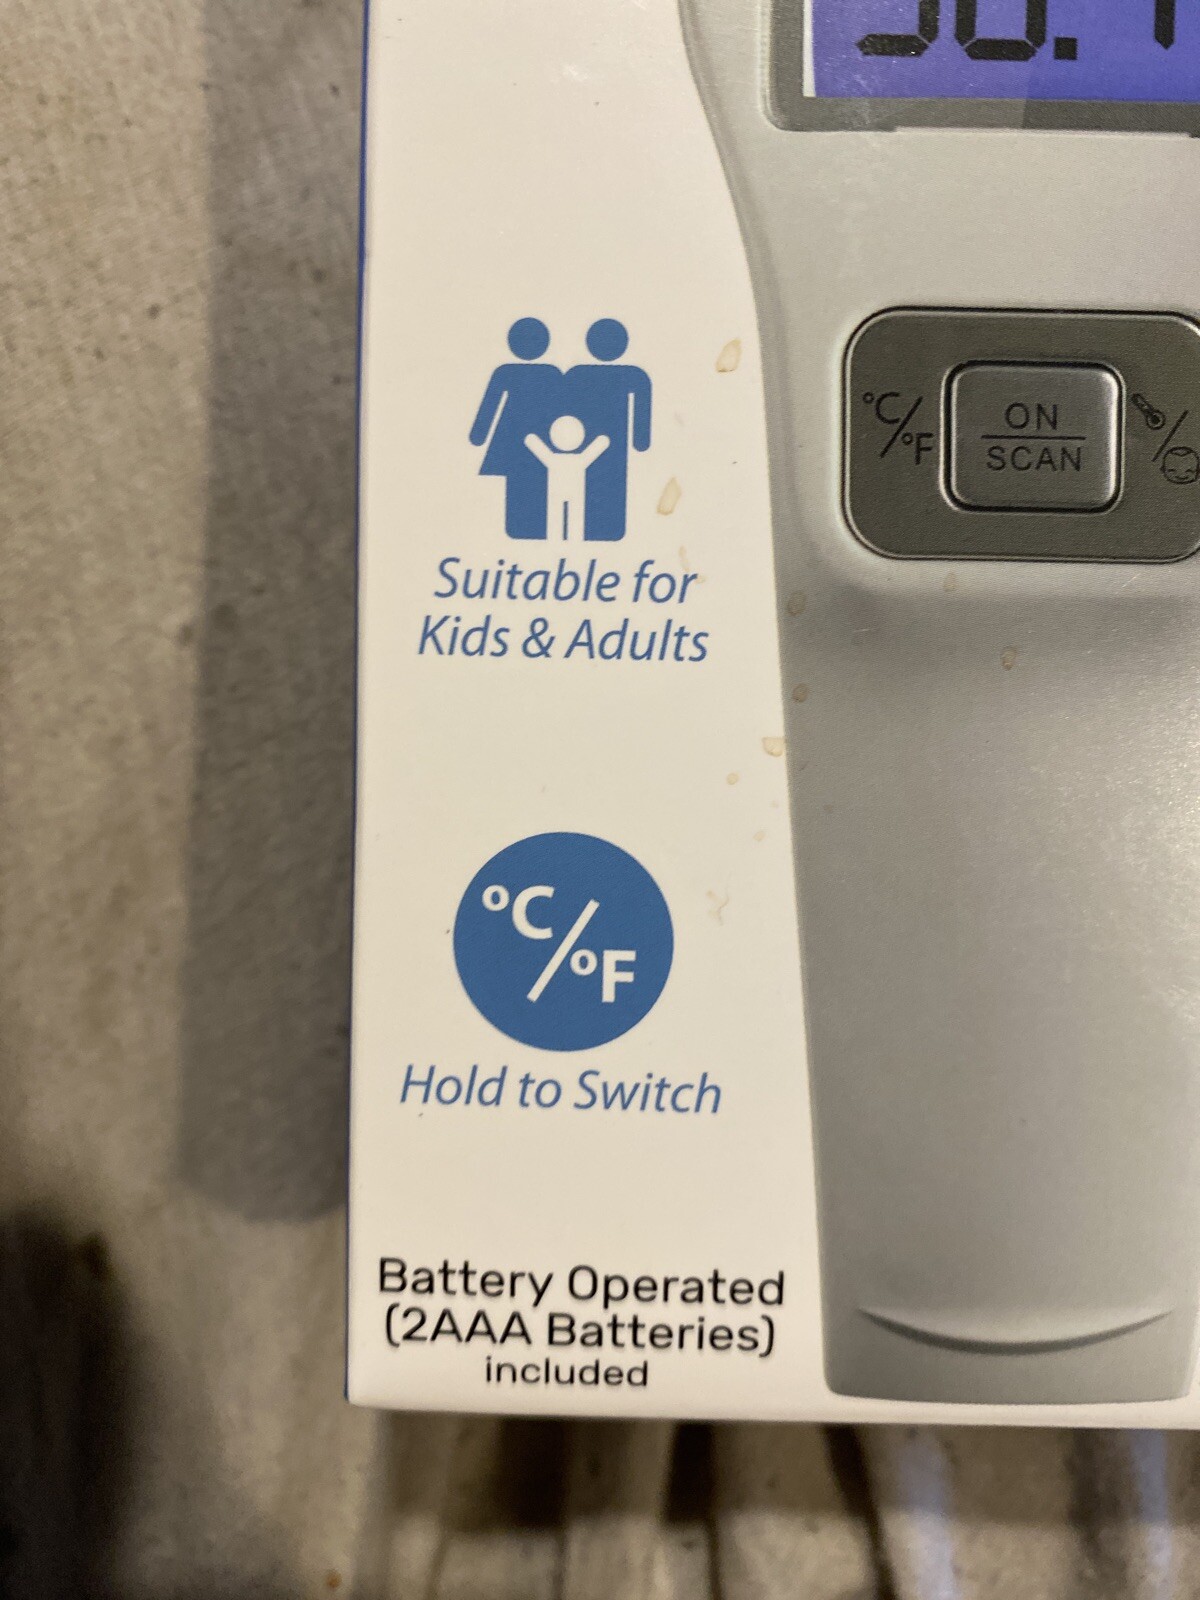 °C/°F
ON
SCAN
Suitable for
Kids & Adults
°C/°F
Hold to Switch
Battery Operated
(2AAA Batteries)
included